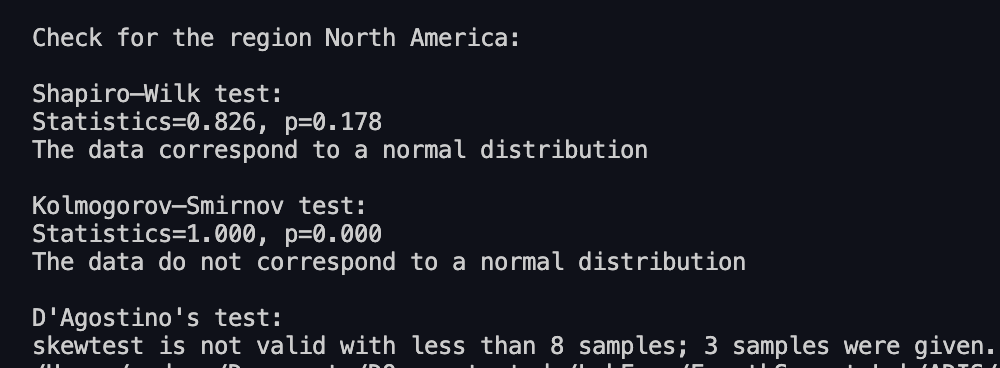 Check for the region North America:
Shapiro–Wilk test:
Statistics=0.826, p=0.178
The data correspond to a normal distribution
Kolmogorov–Smirnov test:
Statistics=1.000, p=0.000
The data do not correspond to a normal distribution
D'Agostino's test:
skewtest is not valid with less than 8 samples; 3 samples were given.